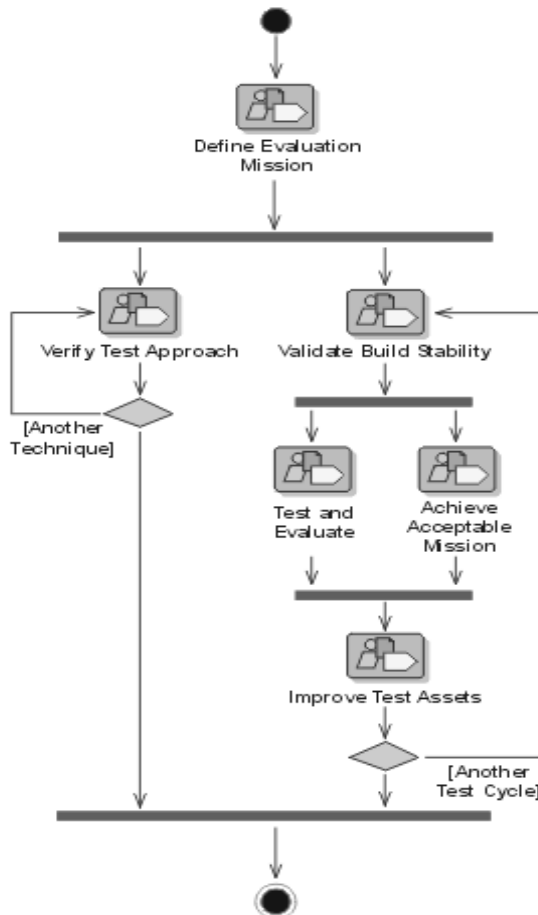 Define Evaluation
Mission
Verify Test Approach
Validate Build Stability
[Another
Technique]
Test and
Evaluate
Achieve
Acceptable
Mission
Improve Test Assets
[Another
Test Cycle]